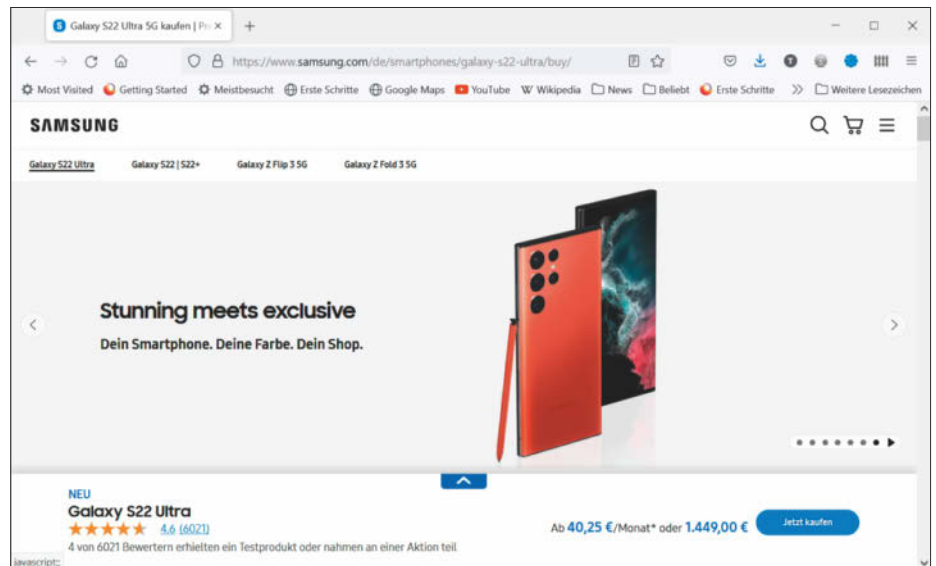 Galaxy S22 Ultra 5G kaufen | Pr
https://www.samsung.com/de/smartphones/galaxy-s22-ultra/buy/
Most Visited Getting Started Meistbesucht Erste Schritte Google Maps YouTube Wikipedia News Beliebt Erste Schritte Weitere Lesezeichen
SAMSUNG
Galaxy S22 Ultra Galaxy S22 | S22+ Galaxy Z Flip 3 5G Galaxy Z Fold 3 5G
Stunning meets exclusive
Dein Smartphone. Deine Farbe. Dein Shop.
NEU
Galaxy S22 Ultra
4.6 (6021)
Ab 40,25 €/Monat* oder 1.449,00 € Jetzt kaufen
4 von 6021 Bewertern erhielten ein Testprodukt oder nahmen an einer Aktion teil
javascript:;